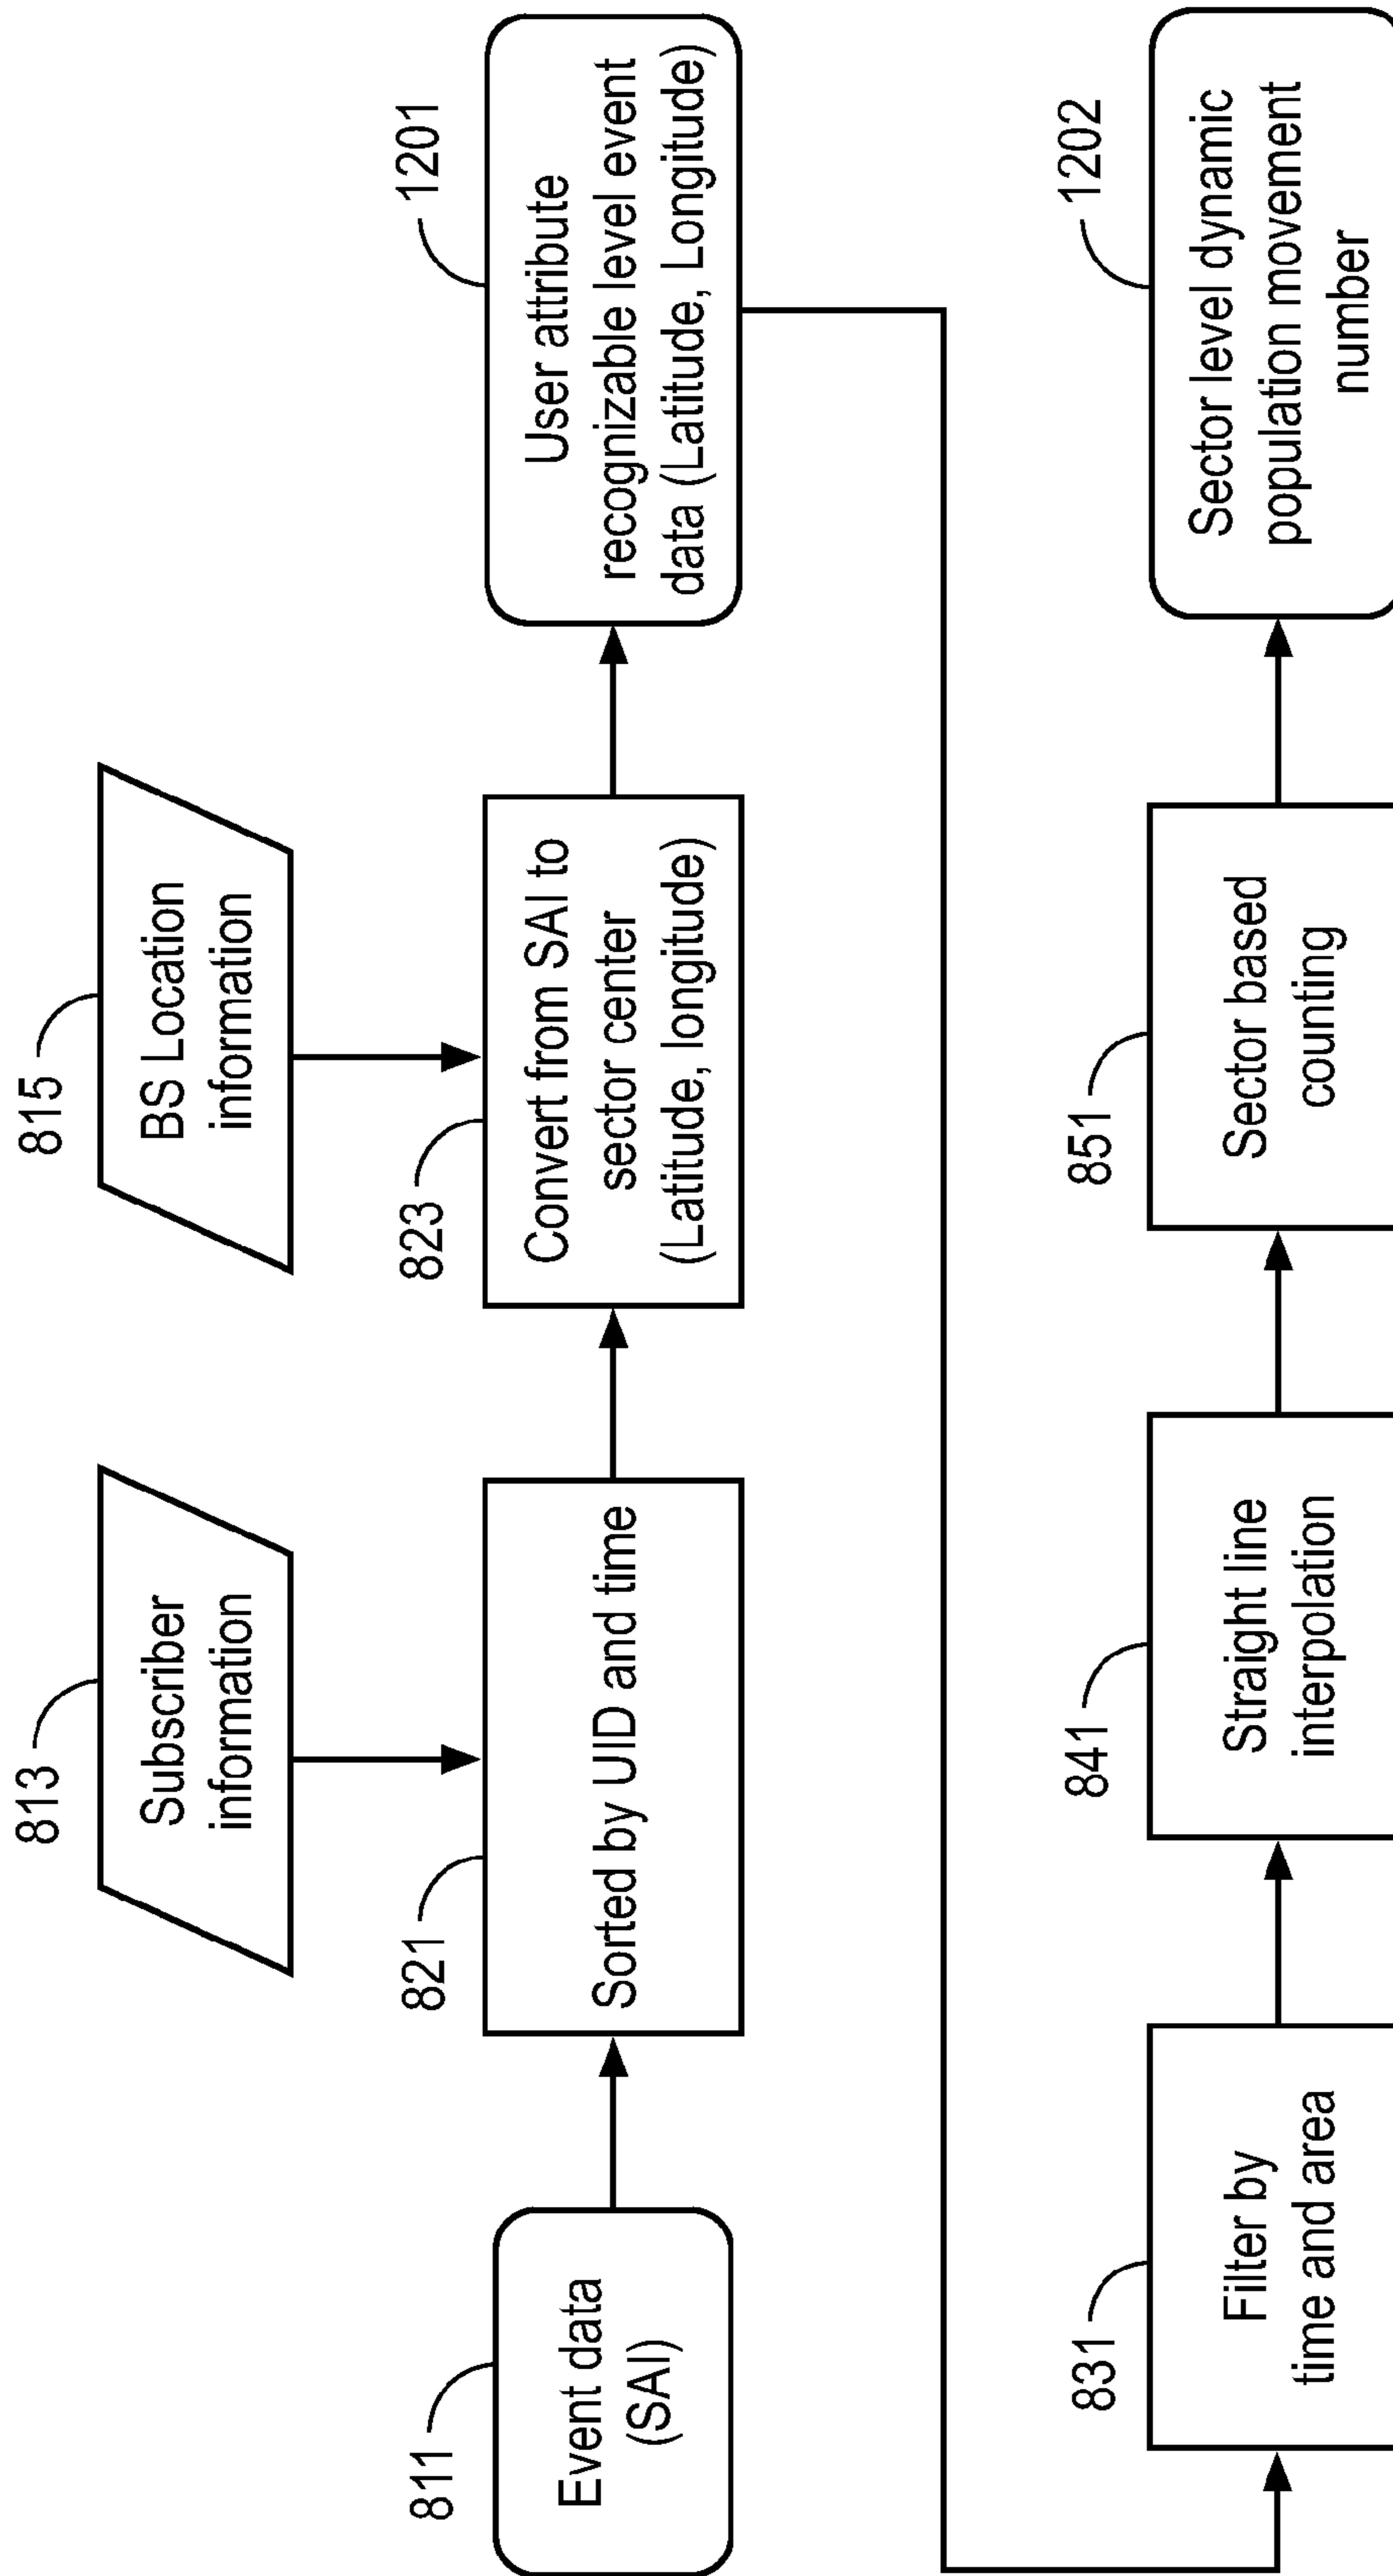 813
Subscriber
information
815
BS Location
information
811
Event data
(SAI)
821
Sorted by UID and time
823
Convert from SAI to
sector center
(Latitude, longitude)
1201
User attribute
recognizable level event
data (Latitude, Longitude)
831
Filter by
time and area
841
Straight line
interpolation
851
Sector based
counting
1202
Sector level dynamic
population movement
number